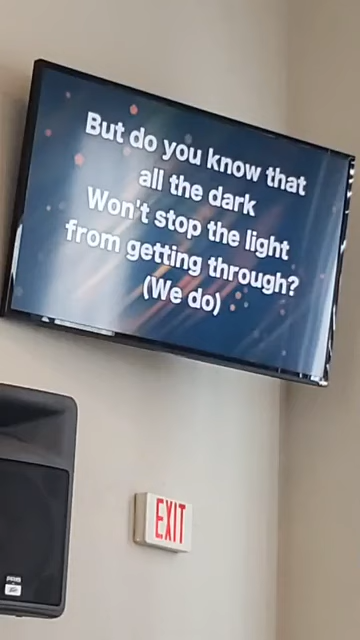 But do you know that
all the dark
Won't stop the light
from getting through?
(We do)
EXIT